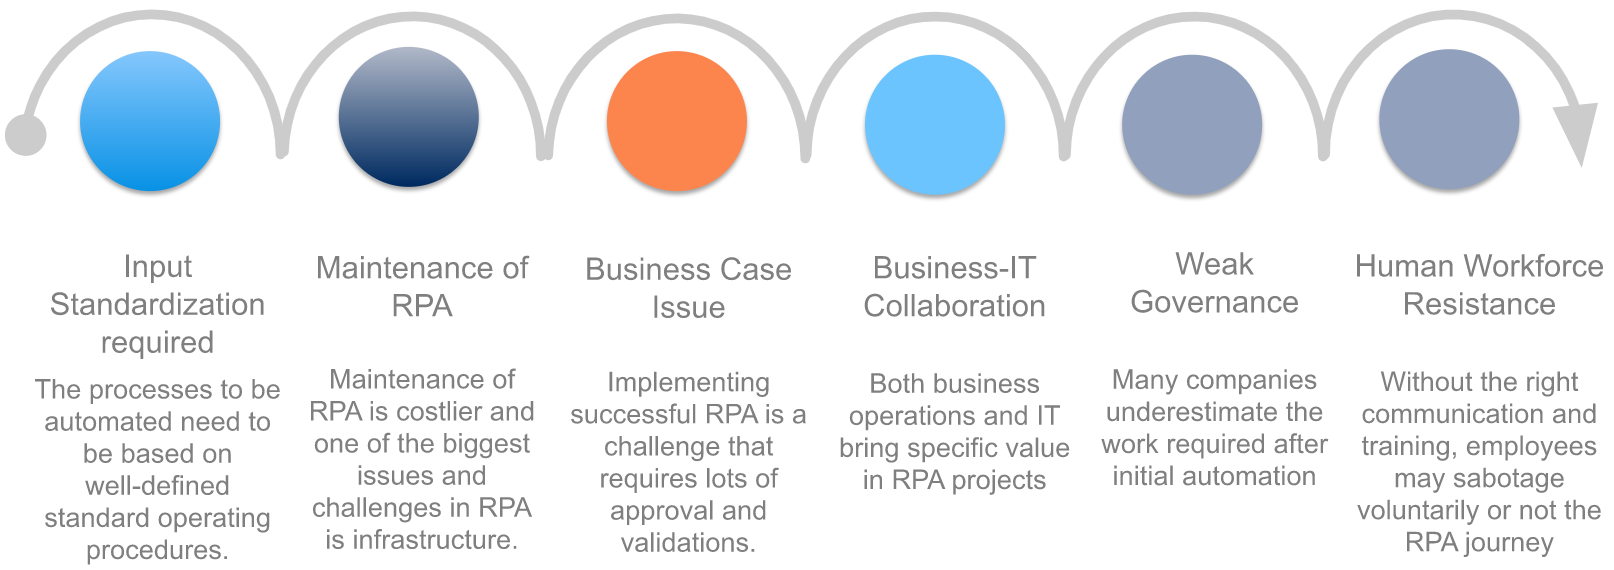 Input
Standardization
required
The processes to be
automated need to
be based on
well-defined
standard operating
procedures.
Maintenance of
RPA
Maintenance of
RPA is costlier and
one of the biggest
issues and
challenges in RPA
is infrastructure.
Business Case
Issue
Implementing
successful RPA is a
challenge that
requires lots of
approval and
validations.
Business-IT
Collaboration
Both business
operations and IT
bring specific value
in RPA projects
Weak
Governance
Many companies
underestimate the
work required after
initial automation
Human Workforce
Resistance
Without the right
communication and
training, employees
may sabotage
voluntarily or not the
RPA journey